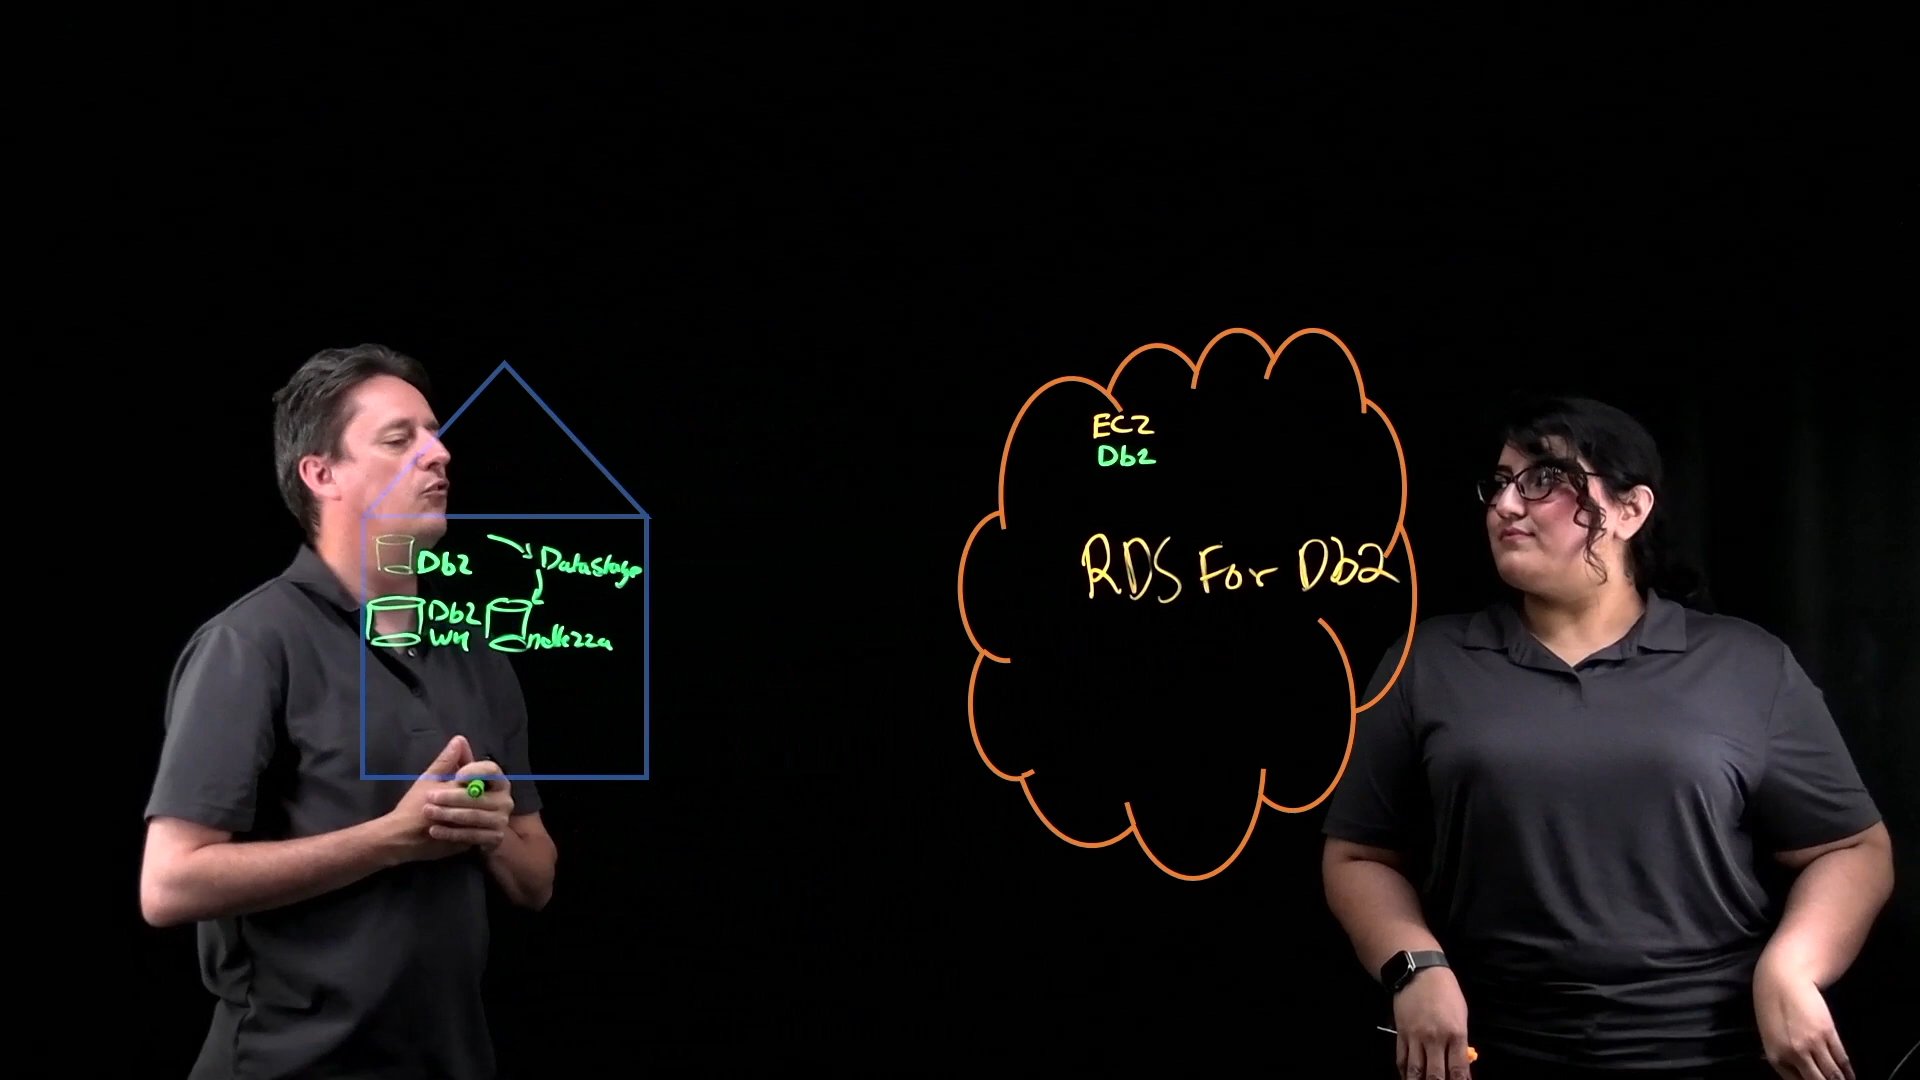 Db2
Datastage
Db2
WH
netezza
EC2
Db2
RDS For Db2